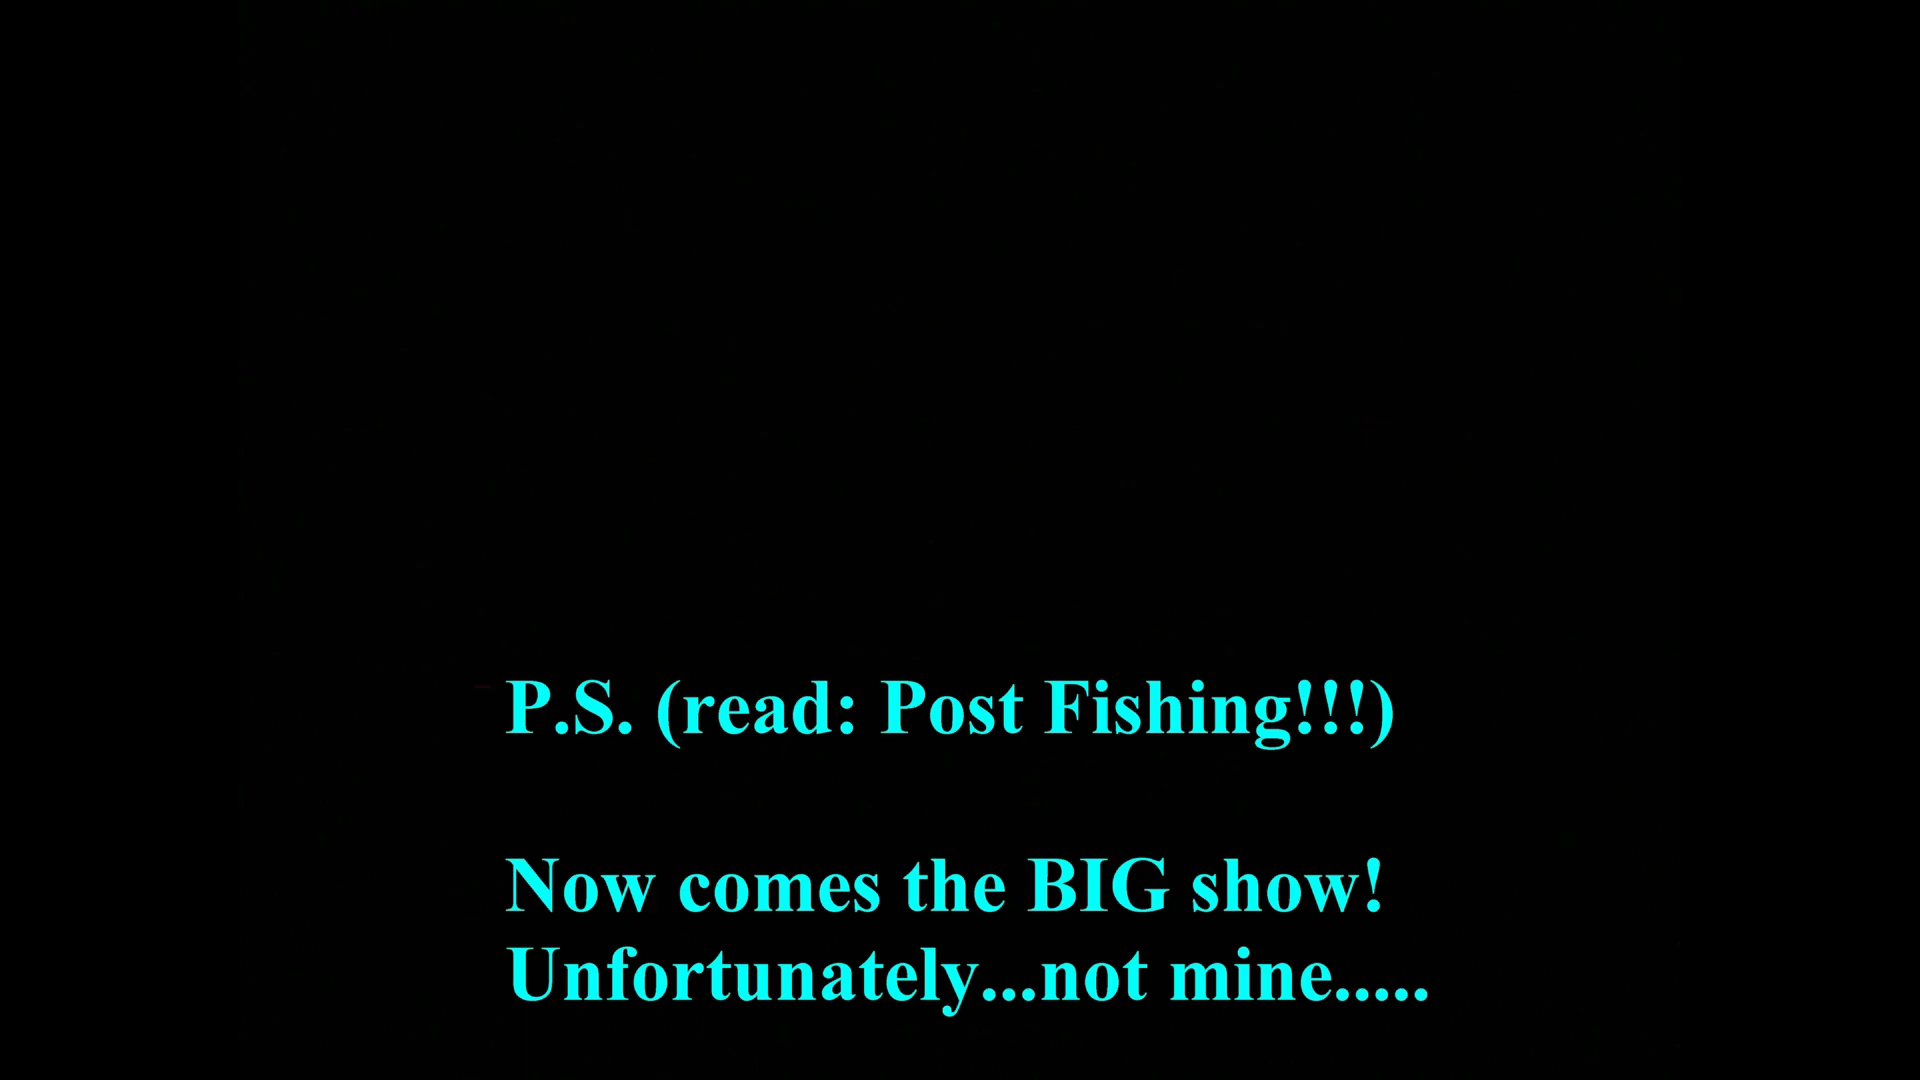 P.S. (read: Post Fishing!!!)
Now comes the BIG show!
Unfortunately...not mine.....